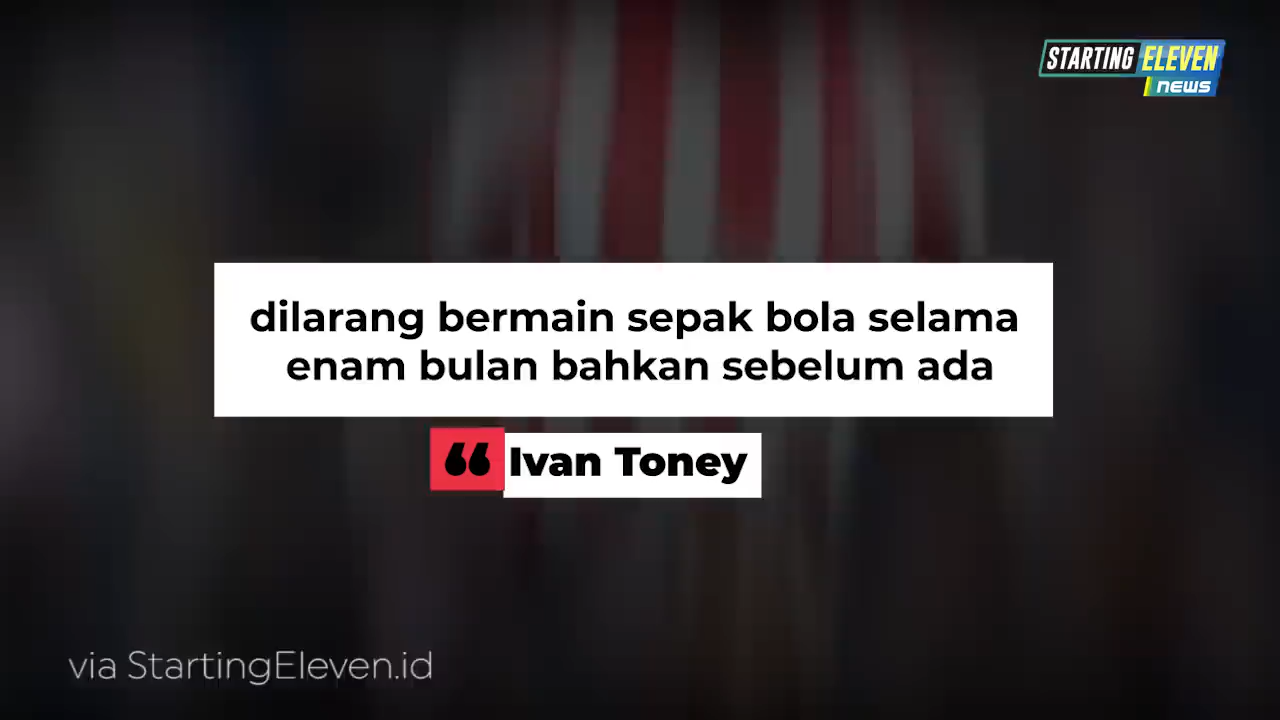 STARTING ELEVEN
news
dilarang bermain sepak bola selama
enam bulan bahkan sebelum ada
“ Ivan Toney
via StartingEleven.id